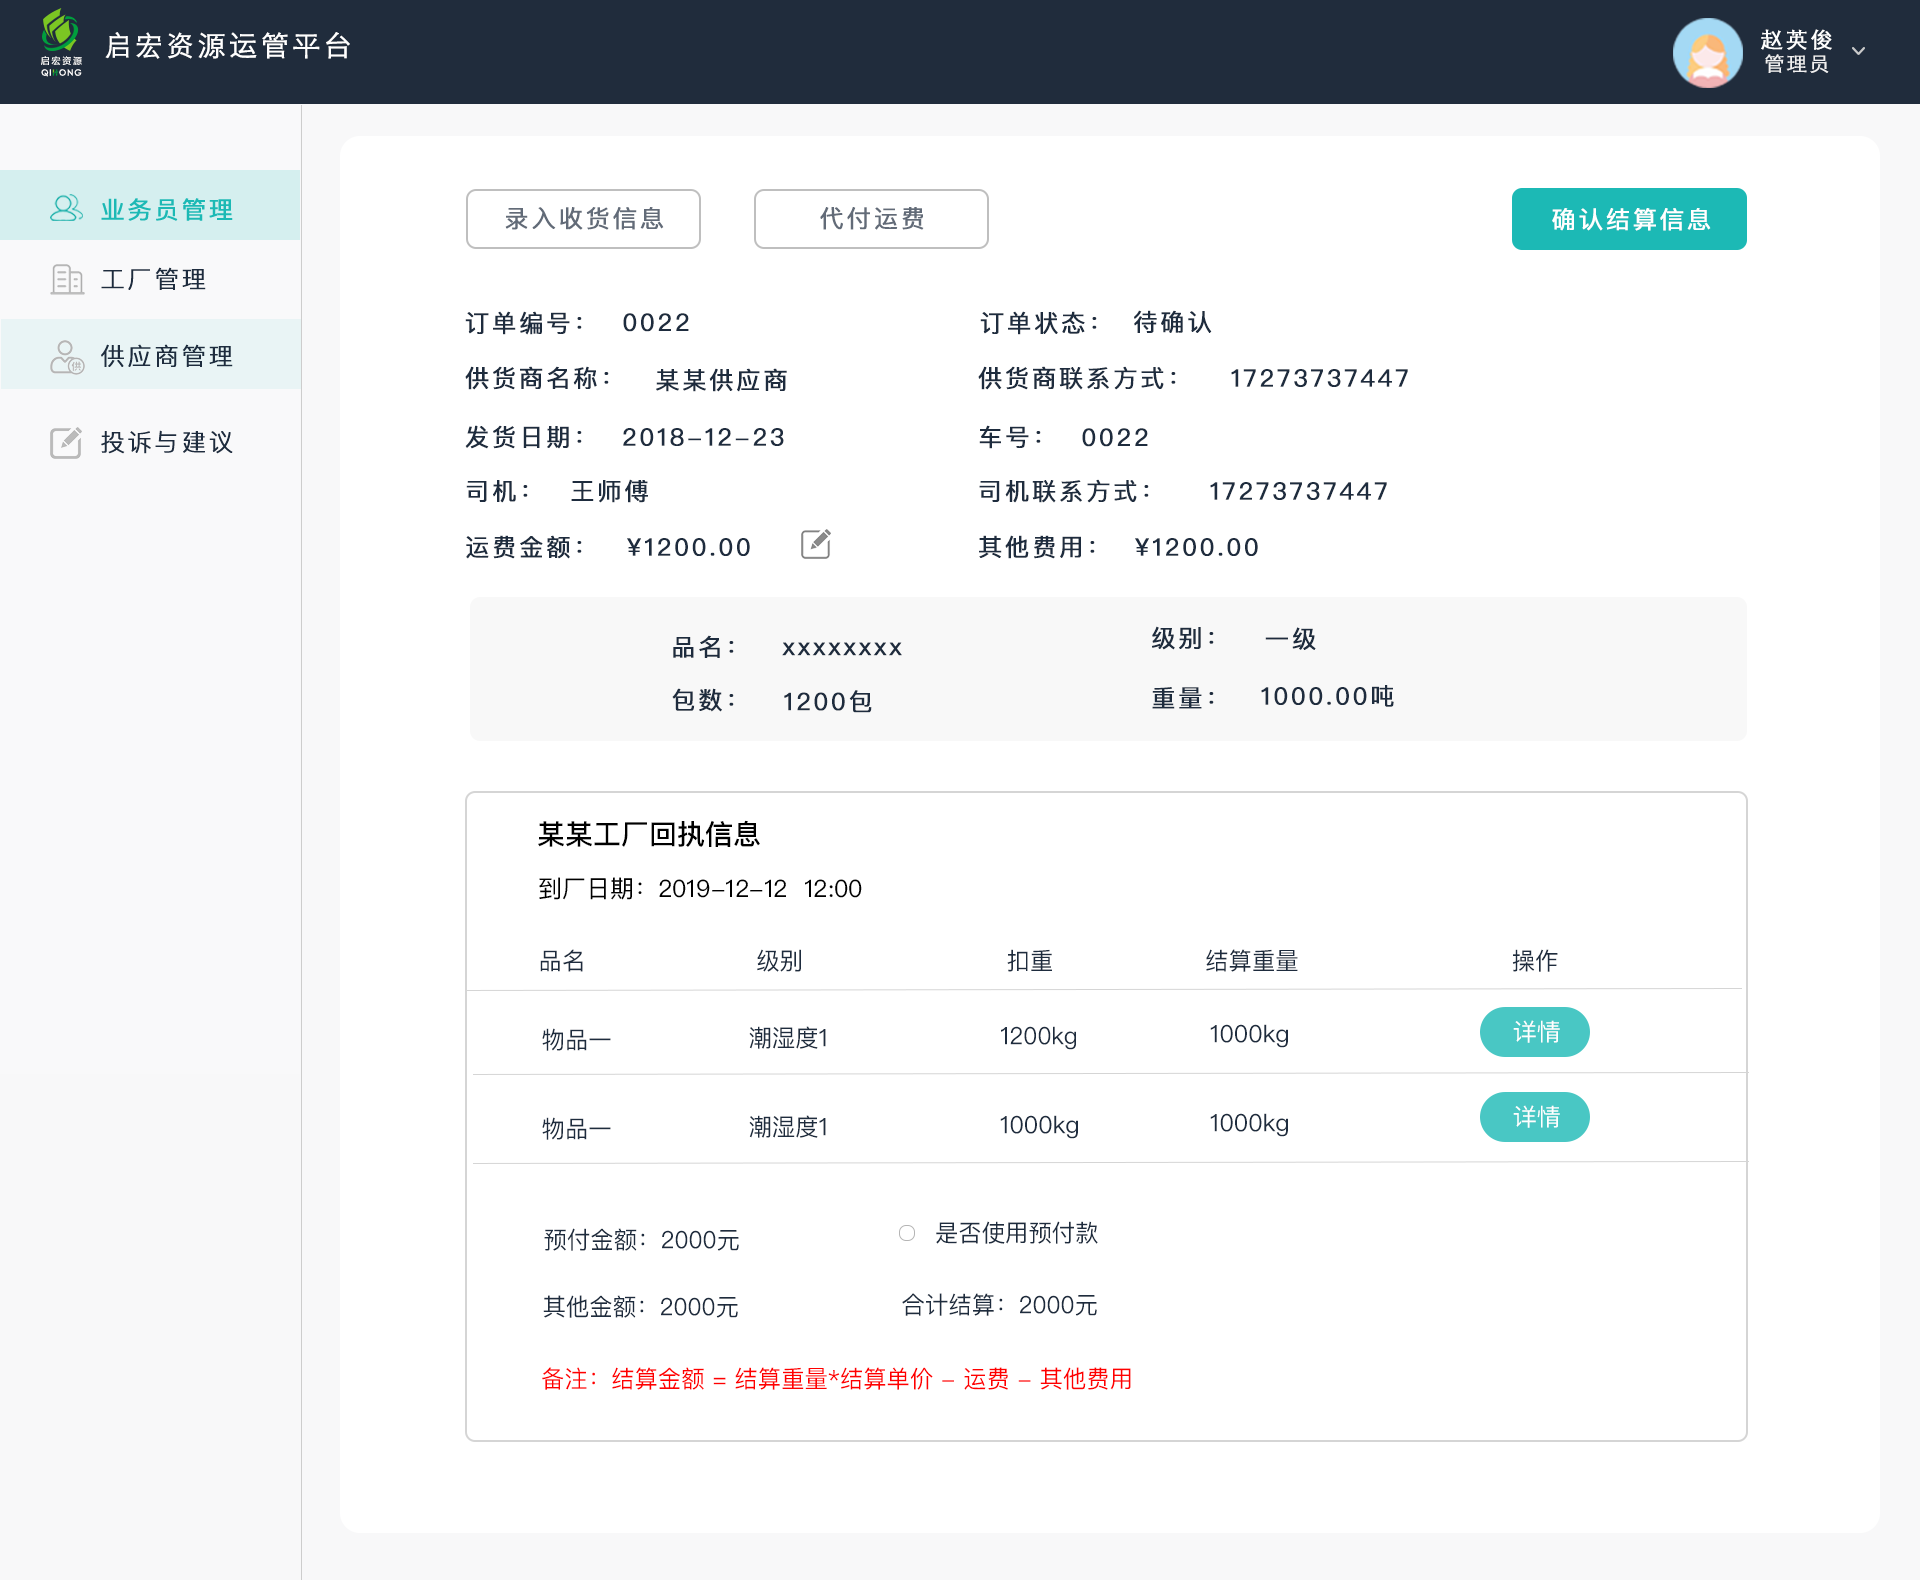 启宏资源
QIHONG
启宏资源运管平台
赵英俊
管理员
业务员管理
工厂管理
供
供应商管理
投诉与建议
录入收货信息 代付运费 确认结算信息
订单编号： 0022 订单状态： 待确认
供货商名称： 某某供应商 供货商联系方式： 17273737447
发货日期： 2018-12-23 车号： 0022
司机： 王师傅 司机联系方式： 17273737447
运费金额： ¥1200.00 其他费用： ¥1200.00
品名： xxxxxxxx 级别： 一级
包数： 1200包 重量： 1000.00吨
某某工厂回执信息
到厂日期：2019-12-12 12:00
品名 级别 扣重 结算重量 操作
物品一 潮湿度1 1200kg 1000kg 详情
物品一 潮湿度1 1000kg 1000kg 详情
预付金额：2000元 是否使用预付款
其他金额：2000元 合计结算：2000元
备注：结算金额 = 结算重量*结算单价 - 运费 - 其他费用